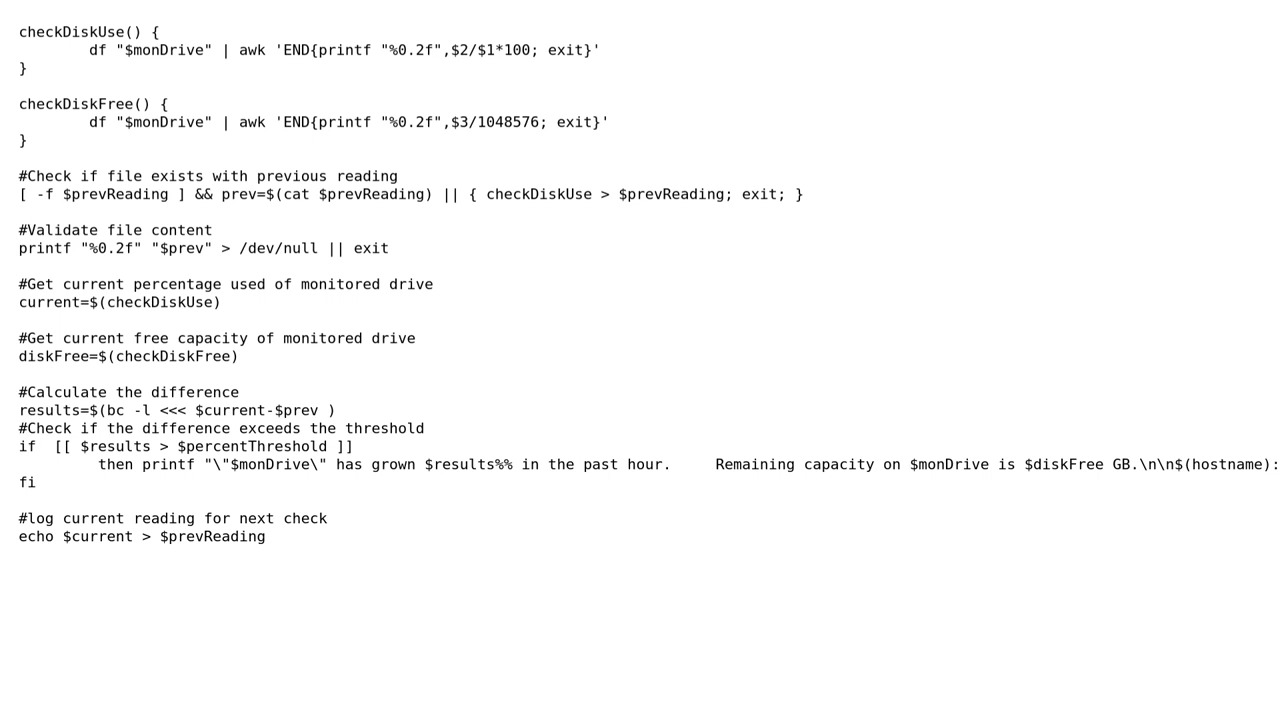 checkDiskUse() {
        df "$monDrive" | awk 'END{printf "%0.2f",$2/$1*100; exit}'
}

checkDiskFree() {
        df "$monDrive" | awk 'END{printf "%0.2f",$3/1048576; exit}'
}

#Check if file exists with previous reading
[ -f $prevReading ] && prev=$(cat $prevReading) || { checkDiskUse > $prevReading; exit; }

#Validate file content
printf "%0.2f" "$prev" > /dev/null || exit

#Get current percentage used of monitored drive
current=$(checkDiskUse)

#Get current free capacity of monitored drive
diskFree=$(checkDiskFree)

#Calculate the difference
results=$(bc -l <<< $current-$prev )
#Check if the difference exceeds the threshold
if  [[ $results > $percentThreshold ]]
         then printf "\"$monDrive\" has grown $results%% in the past hour.     Remaining capacity on $monDrive is $diskFree GB.\n\n$(hostname):
fi

#log current reading for next check
echo $current > $prevReading